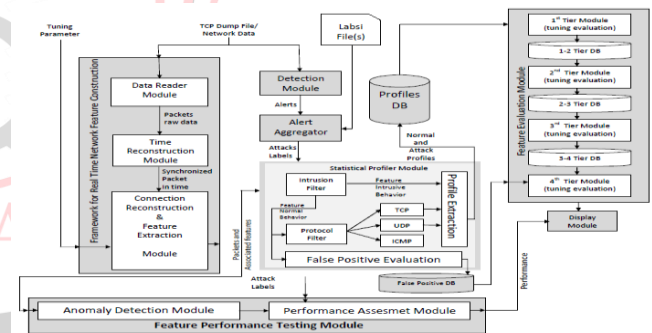 Tuning
Parameter
TCP Dump File/
Network Data
Labsl
File(s)
Framework for Real Time Network Feature Construction
Data Reader
Module
Packets
raw data
Time
Reconstruction
Module
Synchronized
Packet
in time
Connection
Reconstruction
&
Feature
Extraction
Module
Detection
Module
Alerts
Alert
Aggregator
Attacks
Labels
Profiles
DB
Normal
and
Attack
Profiles
Statistical Profiler Module
Intrusion
Filter
Feature
Intrusive
Behavior
Feature
Normal
Behavior
Protocol
Filter
TCP
UDP
ICMP
Profile Extraction
False Positive Evaluation
False Positive DB
Packets and
Associated features
Attack
Labels
Anomaly Detection Module
Performance Assesmet Module
Feature Performance Testing Module
Feature Evaluation Module
1st Tier Module
(tuning evaluation)
1-2 Tier DB
2nd Tier Module
(tuning evaluation)
2-3 Tier DB
3rd Tier Module
(tuning evaluation)
3-4 Tier DB
4th Tier Module
(tuning evaluation)
Display
Module
Performance